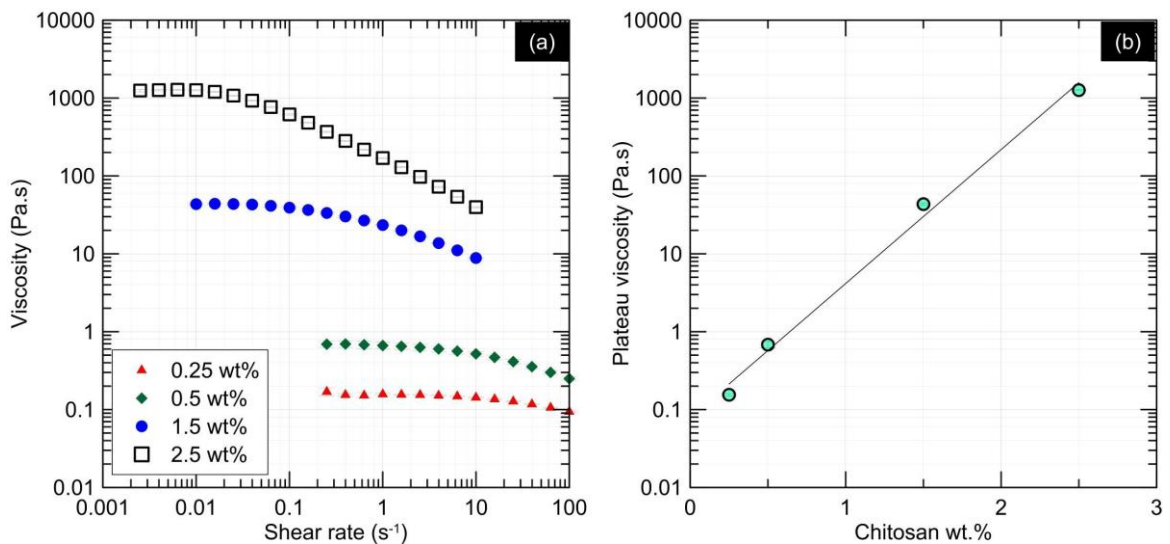 (a)
Viscosity (Pa.s)
10000
1000
100
10
1
0.1
0.01
0.25 wt%
0.5 wt%
1.5 wt%
2.5 wt%
0.001 0.01 0.1 1 10 100
Shear rate (s⁻¹)
(b)
Plateau viscosity (Pa.s)
10000
1000
100
10
1
0.1
0.01
0 1 2 3
Chitosan wt.%